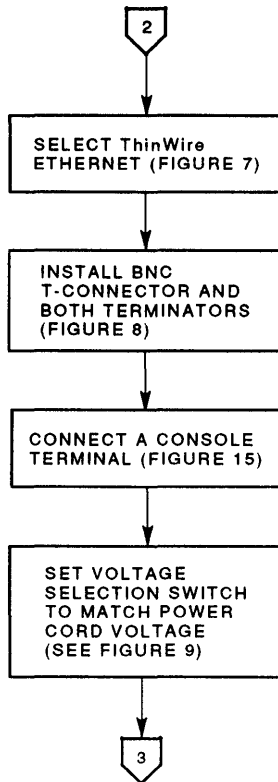 2
SELECT ThinWire
ETHERNET (FIGURE 7)
INSTALL BNC
T-CONNECTOR AND
BOTH TERMINATORS
(FIGURE 8)
CONNECT A CONSOLE
TERMINAL (FIGURE 15)
SET VOLTAGE
SELECTION SWITCH
TO MATCH POWER
CORD VOLTAGE
(SEE FIGURE 9)
3